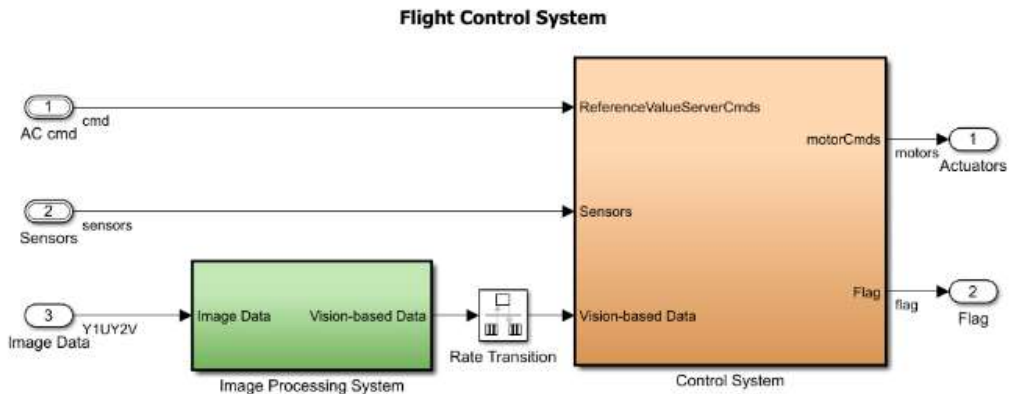 Flight Control System
1
AC cmd
cmd
ReferenceValueServerCmds
motorCmds
motors
1
Actuators
2
Sensors
sensors
Sensors
3
Image Data
Y1UY2V
Image Data
Vision-based Data
Image Processing System
Rate Transition
Vision-based Data
Control System
Flag
flag
2
Flag